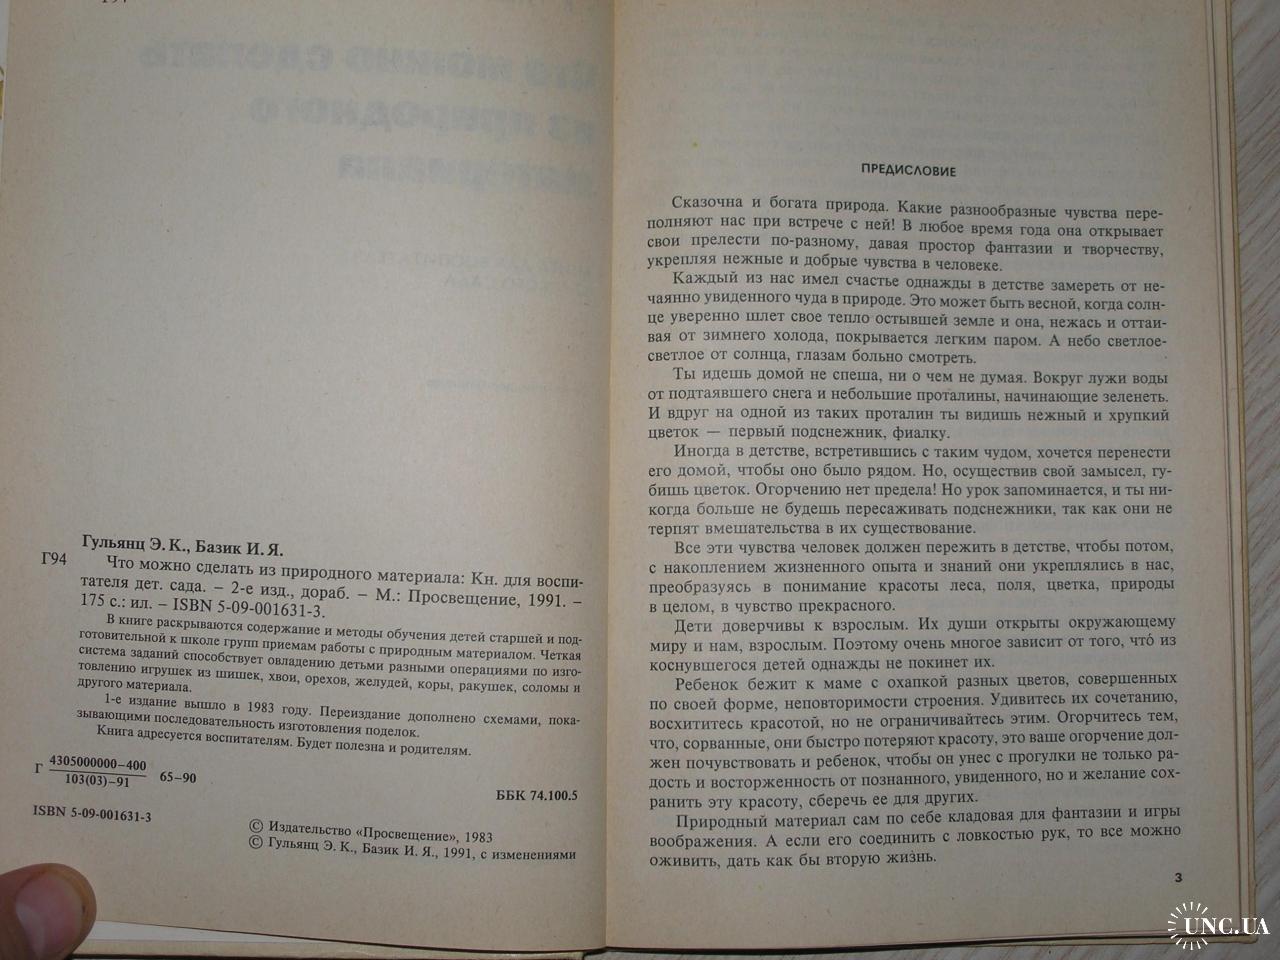 Гульянц Э. К., Базик И. Я.
Г94
Что можно сделать из природного материала: Кн. для воспи-
тателя дет. сада. – 2-е изд., дораб. – М.: Просвещение, 1991. –
175 с.: ил. – ISBN 5-09-001631-3.
В книге раскрываются содержание и методы обучения детей старшей и под-
готовительной к школе групп приемам работы с природным материалом. Четкая
система заданий способствует овладению детьми разными операциями по изго-
товлению игрушек из шишек, хвои, орехов, желудей, коры, ракушек, соломы и
другого материала.
1-е издание вышло в 1983 году. Переиздание дополнено схемами, пока-
зывающими последовательность изготовления поделок.
Книга адресуется воспитателям. Будет полезна и родителям.
Г 4305000000–400
103(03)–91
65–90
ББК 74.100.5
ISBN 5-09-001631-3
© Издательство «Просвещение», 1983
© Гульянц Э. К., Базик И. Я., 1991, с изменениями
ПРЕДИСЛОВИЕ
Сказочна и богата природа. Какие разнообразные чувства пере-
полняют нас при встрече с ней! В любое время года она открывает
свои прелести по-разному, давая простор фантазии и творчеству,
укрепляя нежные и добрые чувства в человеке.
Каждый из нас имел счастье однажды в детстве замереть от не-
чаянно увиденного чуда в природе. Это может быть весной, когда солн-
це уверенно шлет свое тепло остывшей земле и она, нежась и оттаи-
вая от зимнего холода, покрывается легким паром. А небо светлое-
светлое от солнца, глазам больно смотреть.
Ты идешь домой не спеша, ни о чем не думая. Вокруг лужи воды
от подтаявшего снега и небольшие проталины, начинающие зеленеть.
И вдруг на одной из таких проталин ты видишь нежный и хрупкий
цветок — первый подснежник, фиалку.
Иногда в детстве, встретившись с таким чудом, хочется перенести
его домой, чтобы оно было рядом. Но, осуществив свой замысел, гу-
бишь цветок. Огорчению нет предела! Но урок запоминается, и ты ни-
когда больше не будешь пересаживать подснежники, так как они не
терпят вмешательства в их существование.
Все эти чувства человек должен пережить в детстве, чтобы потом,
с накоплением жизненного опыта и знаний они укреплялись в нас,
преобразуясь в понимание красоты леса, поля, цветка, природы
в целом, в чувство прекрасного.
Дети доверчивы к взрослым. Их души открыты окружающему
миру и нам, взрослым. Поэтому очень многое зависит от того, что́ из
коснувшегося детей однажды не покинет их.
Ребенок бежит к маме с охапкой разных цветов, совершенных
по своей форме, неповторимости строения. Удивитесь их сочетанию,
восхититесь красотой, но не ограничивайтесь этим. Огорчитесь тем,
что, сорванные, они быстро потеряют красоту, это ваше огорчение дол-
жен почувствовать и ребенок, чтобы он унес с прогулки не только ра-
дость и восторженность от познанного, увиденного, но и желание сох-
ранить эту красоту, сберечь ее для других.
Природный материал сам по себе кладовая для фантазии и игры
воображения. А если его соединить с ловкостью рук, то все можно
оживить, дать как бы вторую жизнь.
3
UNC.UA